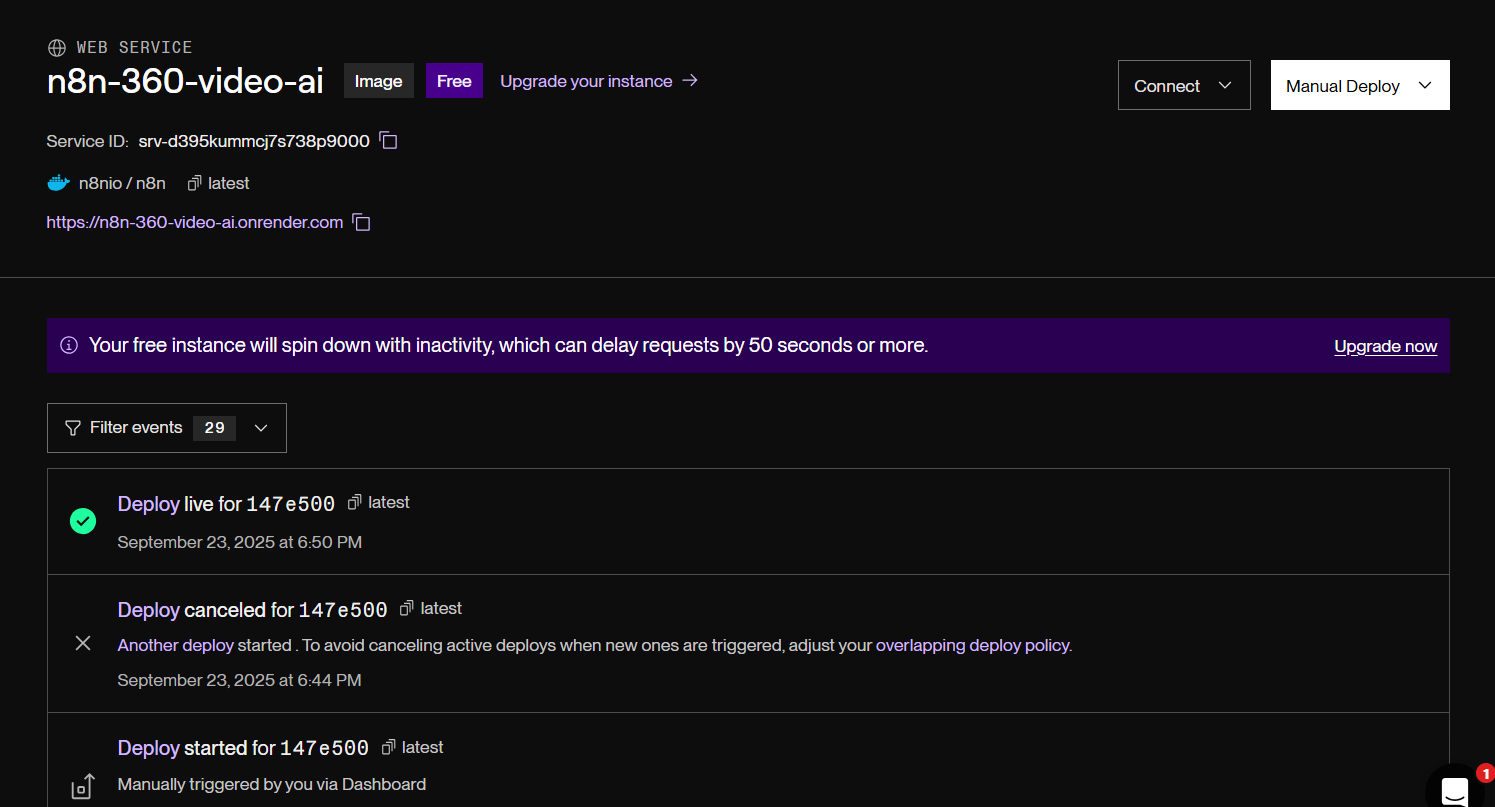 WEB SERVICE
n8n-360-video-ai Image Free Upgrade your instance →
Connect Manual Deploy
Service ID: srv-d395kummcj7s738p9000
n8nio / n8n latest
https://n8n-360-video-ai.onrender.com
Your free instance will spin down with inactivity, which can delay requests by 50 seconds or more. Upgrade now
Filter events 29
Deploy live for 147e500 latest
September 23, 2025 at 6:50 PM
Deploy canceled for 147e500 latest
Another deploy started . To avoid canceling active deploys when new ones are triggered, adjust your overlapping deploy policy.
September 23, 2025 at 6:44 PM
Deploy started for 147e500 latest
Manually triggered by you via Dashboard
1